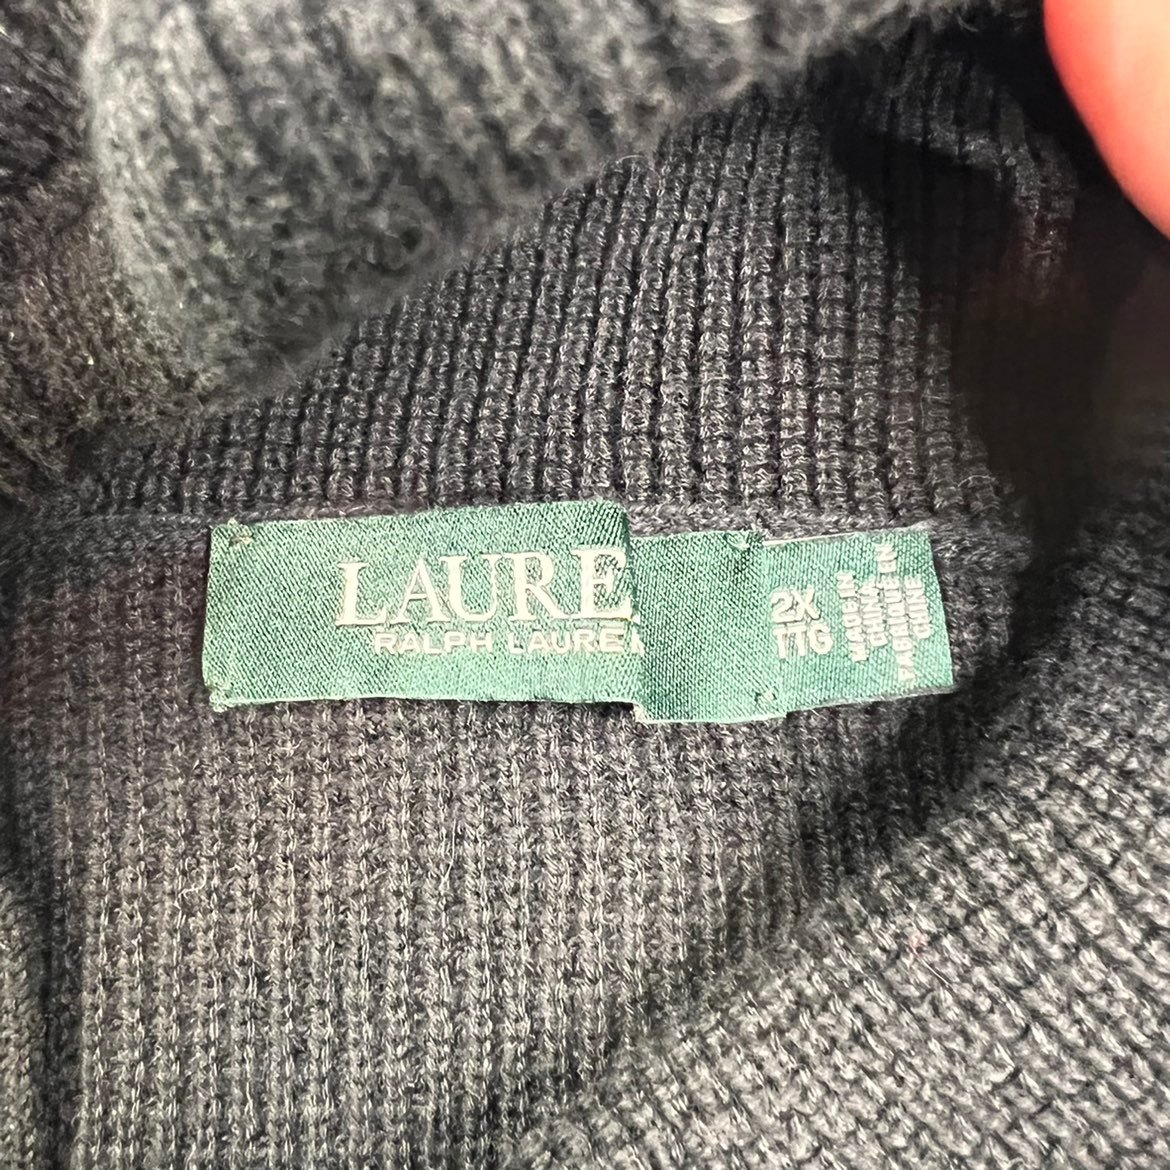 LAURE
RALPH LAURE
2X
TTG
MADE IN
CHINA
FABRIQUE EN
CHINE